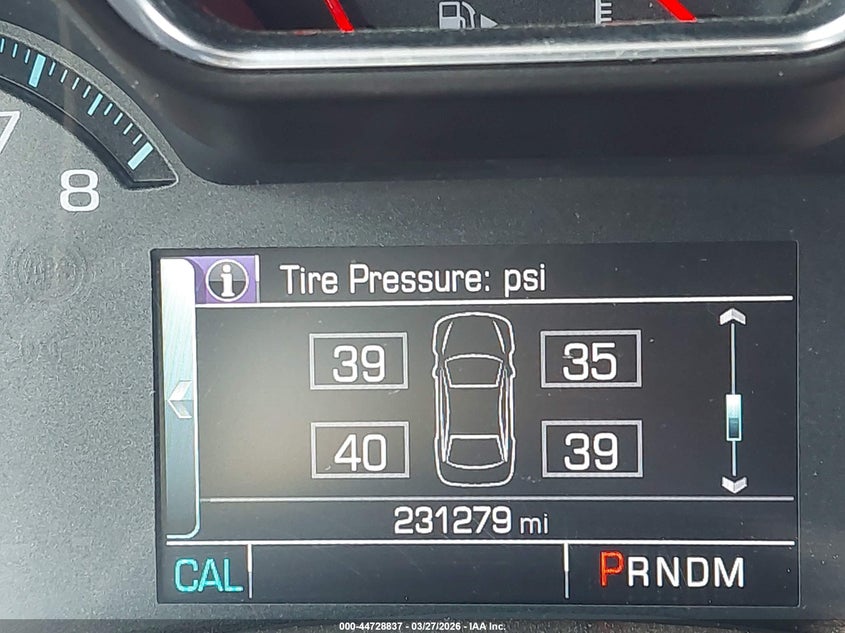 E
7
8
Tire Pressure: psi
39 35
40 39
231279 mi
CAL PRNDM
000-44728837 - 03/27/2026 - IAA Inc.